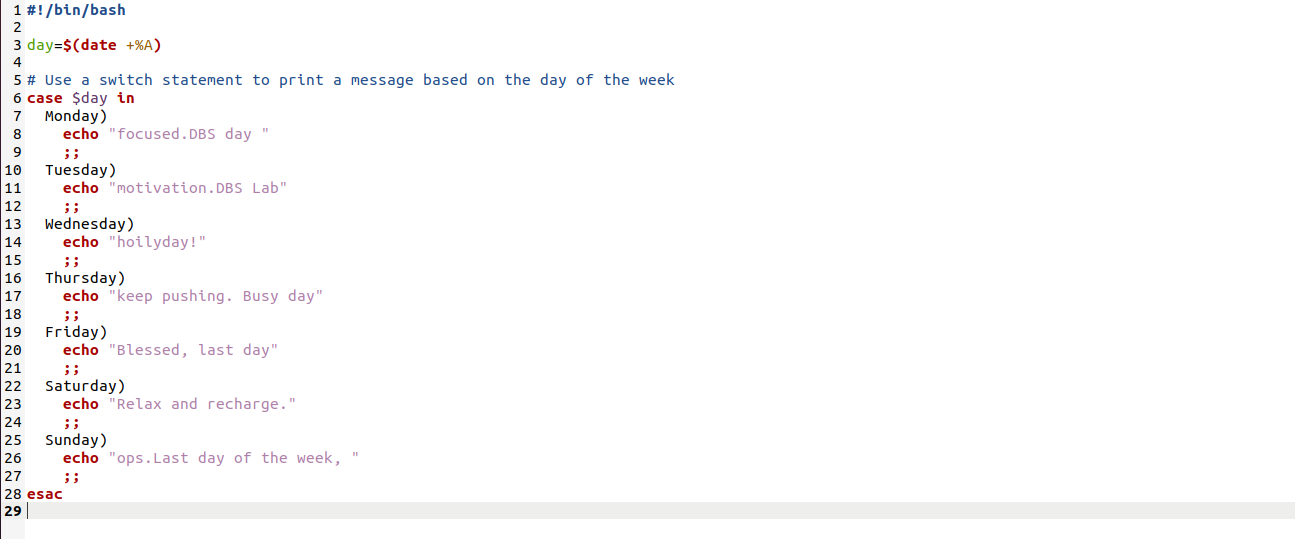 1 #!/bin/bash
2
3 day=$(date +%A)
4
5 # Use a switch statement to print a message based on the day of the week
6 case $day in
7   Monday)
8     echo "focused.DBS day "
9     ;;
10   Tuesday)
11     echo "motivation.DBS Lab"
12     ;;
13   Wednesday)
14     echo "hoilyday!"
15     ;;
16   Thursday)
17     echo "keep pushing. Busy day"
18     ;;
19   Friday)
20     echo "Blessed, last day"
21     ;;
22   Saturday)
23     echo "Relax and recharge."
24     ;;
25   Sunday)
26     echo "ops.Last day of the week, "
27     ;;
28 esac
29